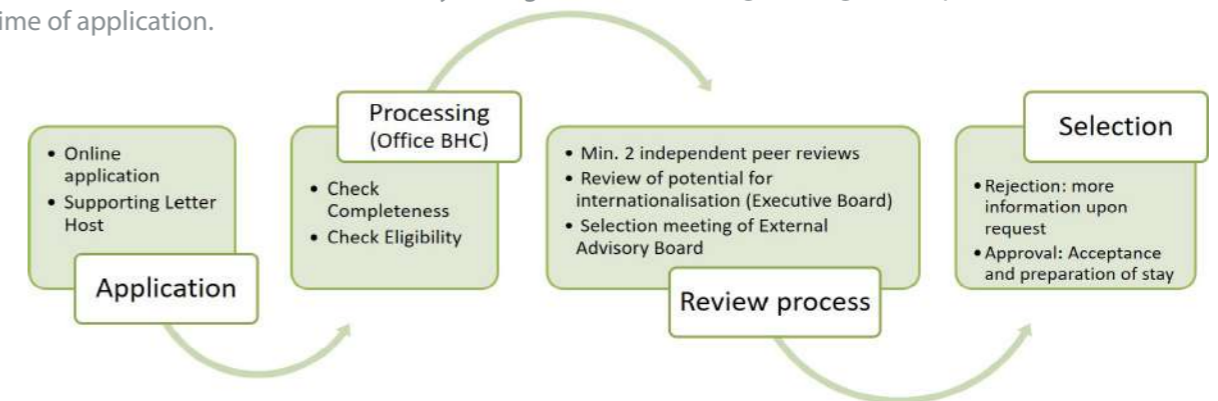 ime of application.
• Online
application
• Supporting Letter
Host
Application
Processing
(Office BHC)
• Check
Completeness
• Check Eligibility
• Min. 2 independent peer reviews
• Review of potential for
internationalisation (Executive Board)
• Selection meeting of External
Advisory Board
Review process
Selection
• Rejection: more
information upon
request
• Approval: Acceptance
and preparation of stay